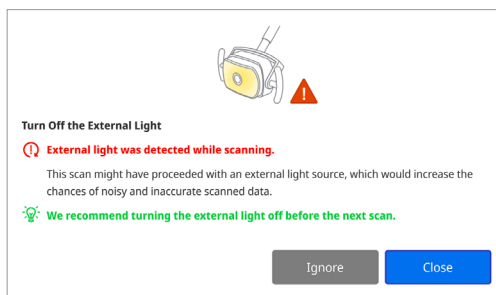 Turn Off the External Light
External light was detected while scanning.
This scan might have proceeded with an external light source, which would increase the
chances of noisy and inaccurate scanned data.
We recommend turning the external light off before the next scan.
Ignore
Close